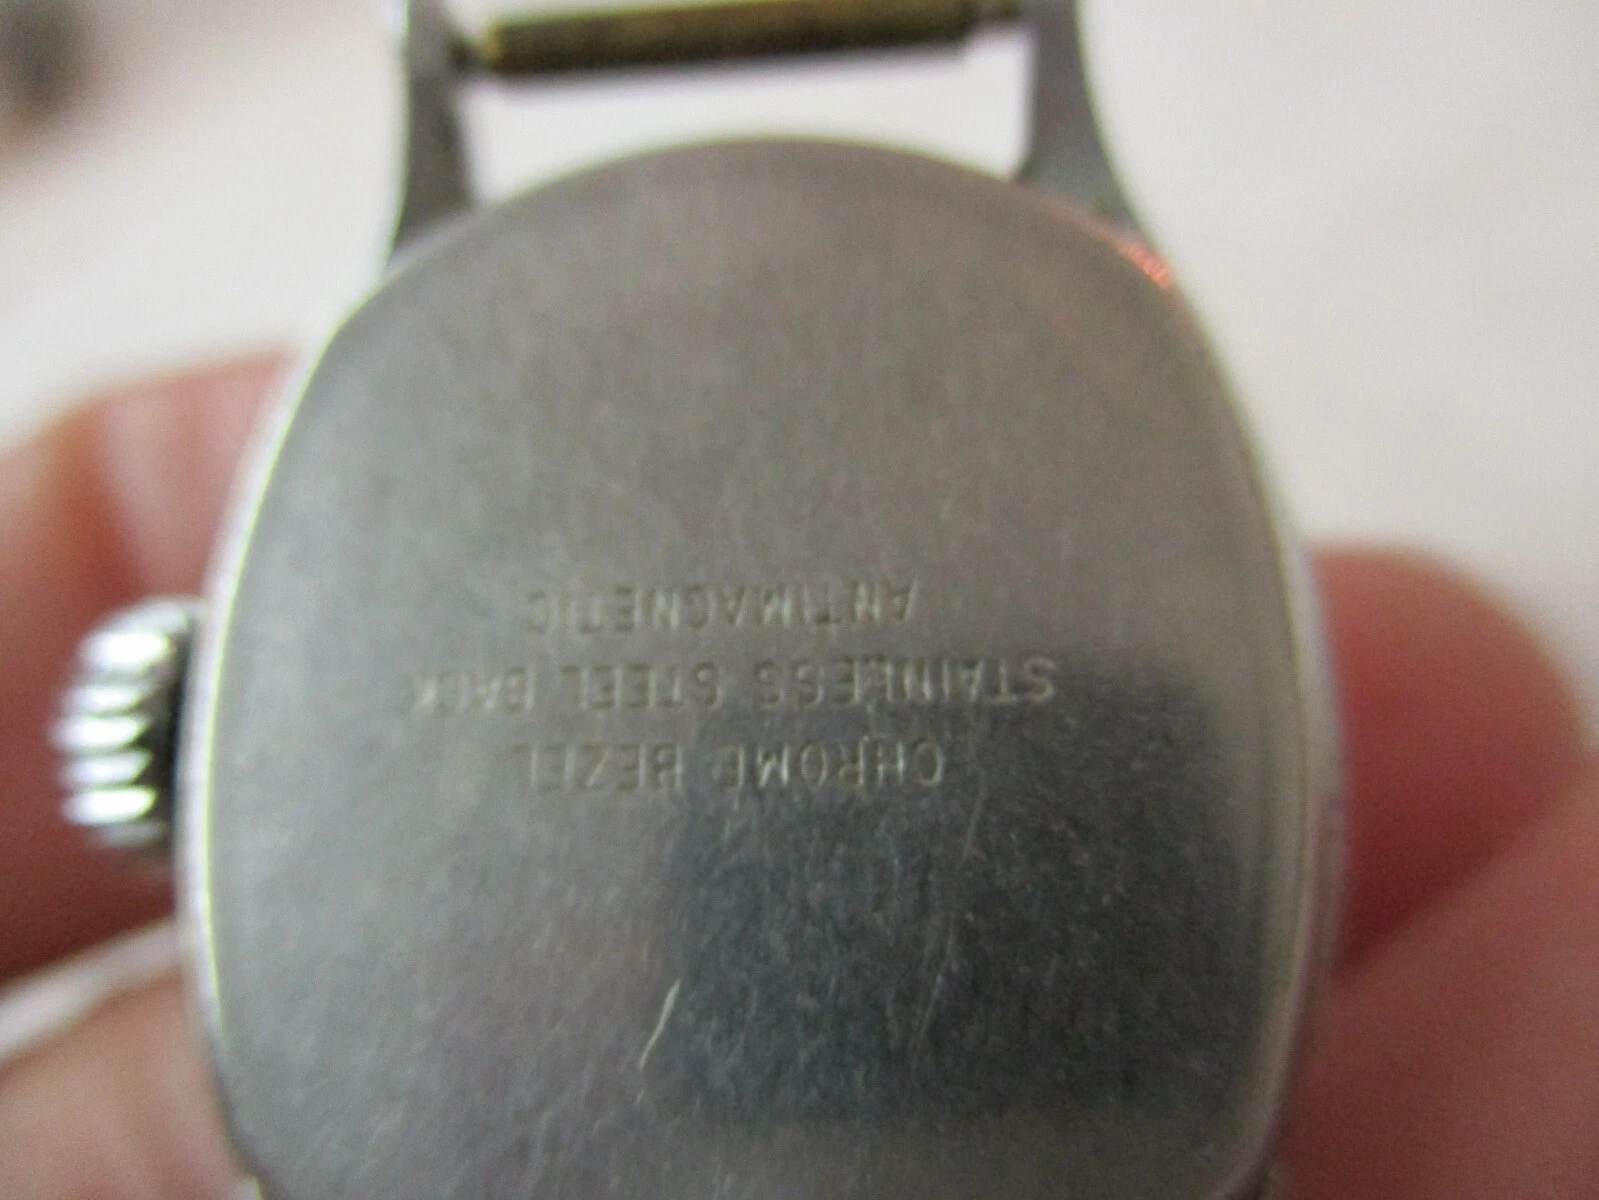 CHROME BEZEL
STAINLESS STEEL BACK
ANTIMAGNETIC